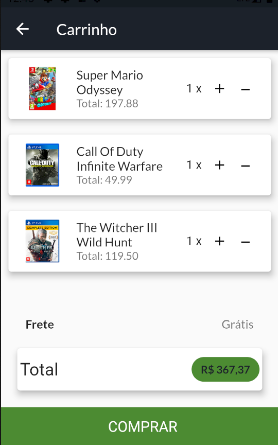 ← Carrinho
Super Mario
Odyssey
Total: 197.88
1 x + −
Call Of Duty
Infinite Warfare
Total: 49.99
1 x + −
The Witcher III
Wild Hunt
Total: 119.50
1 x + −
Frete Grátis
Total R$ 367,37
COMPRAR